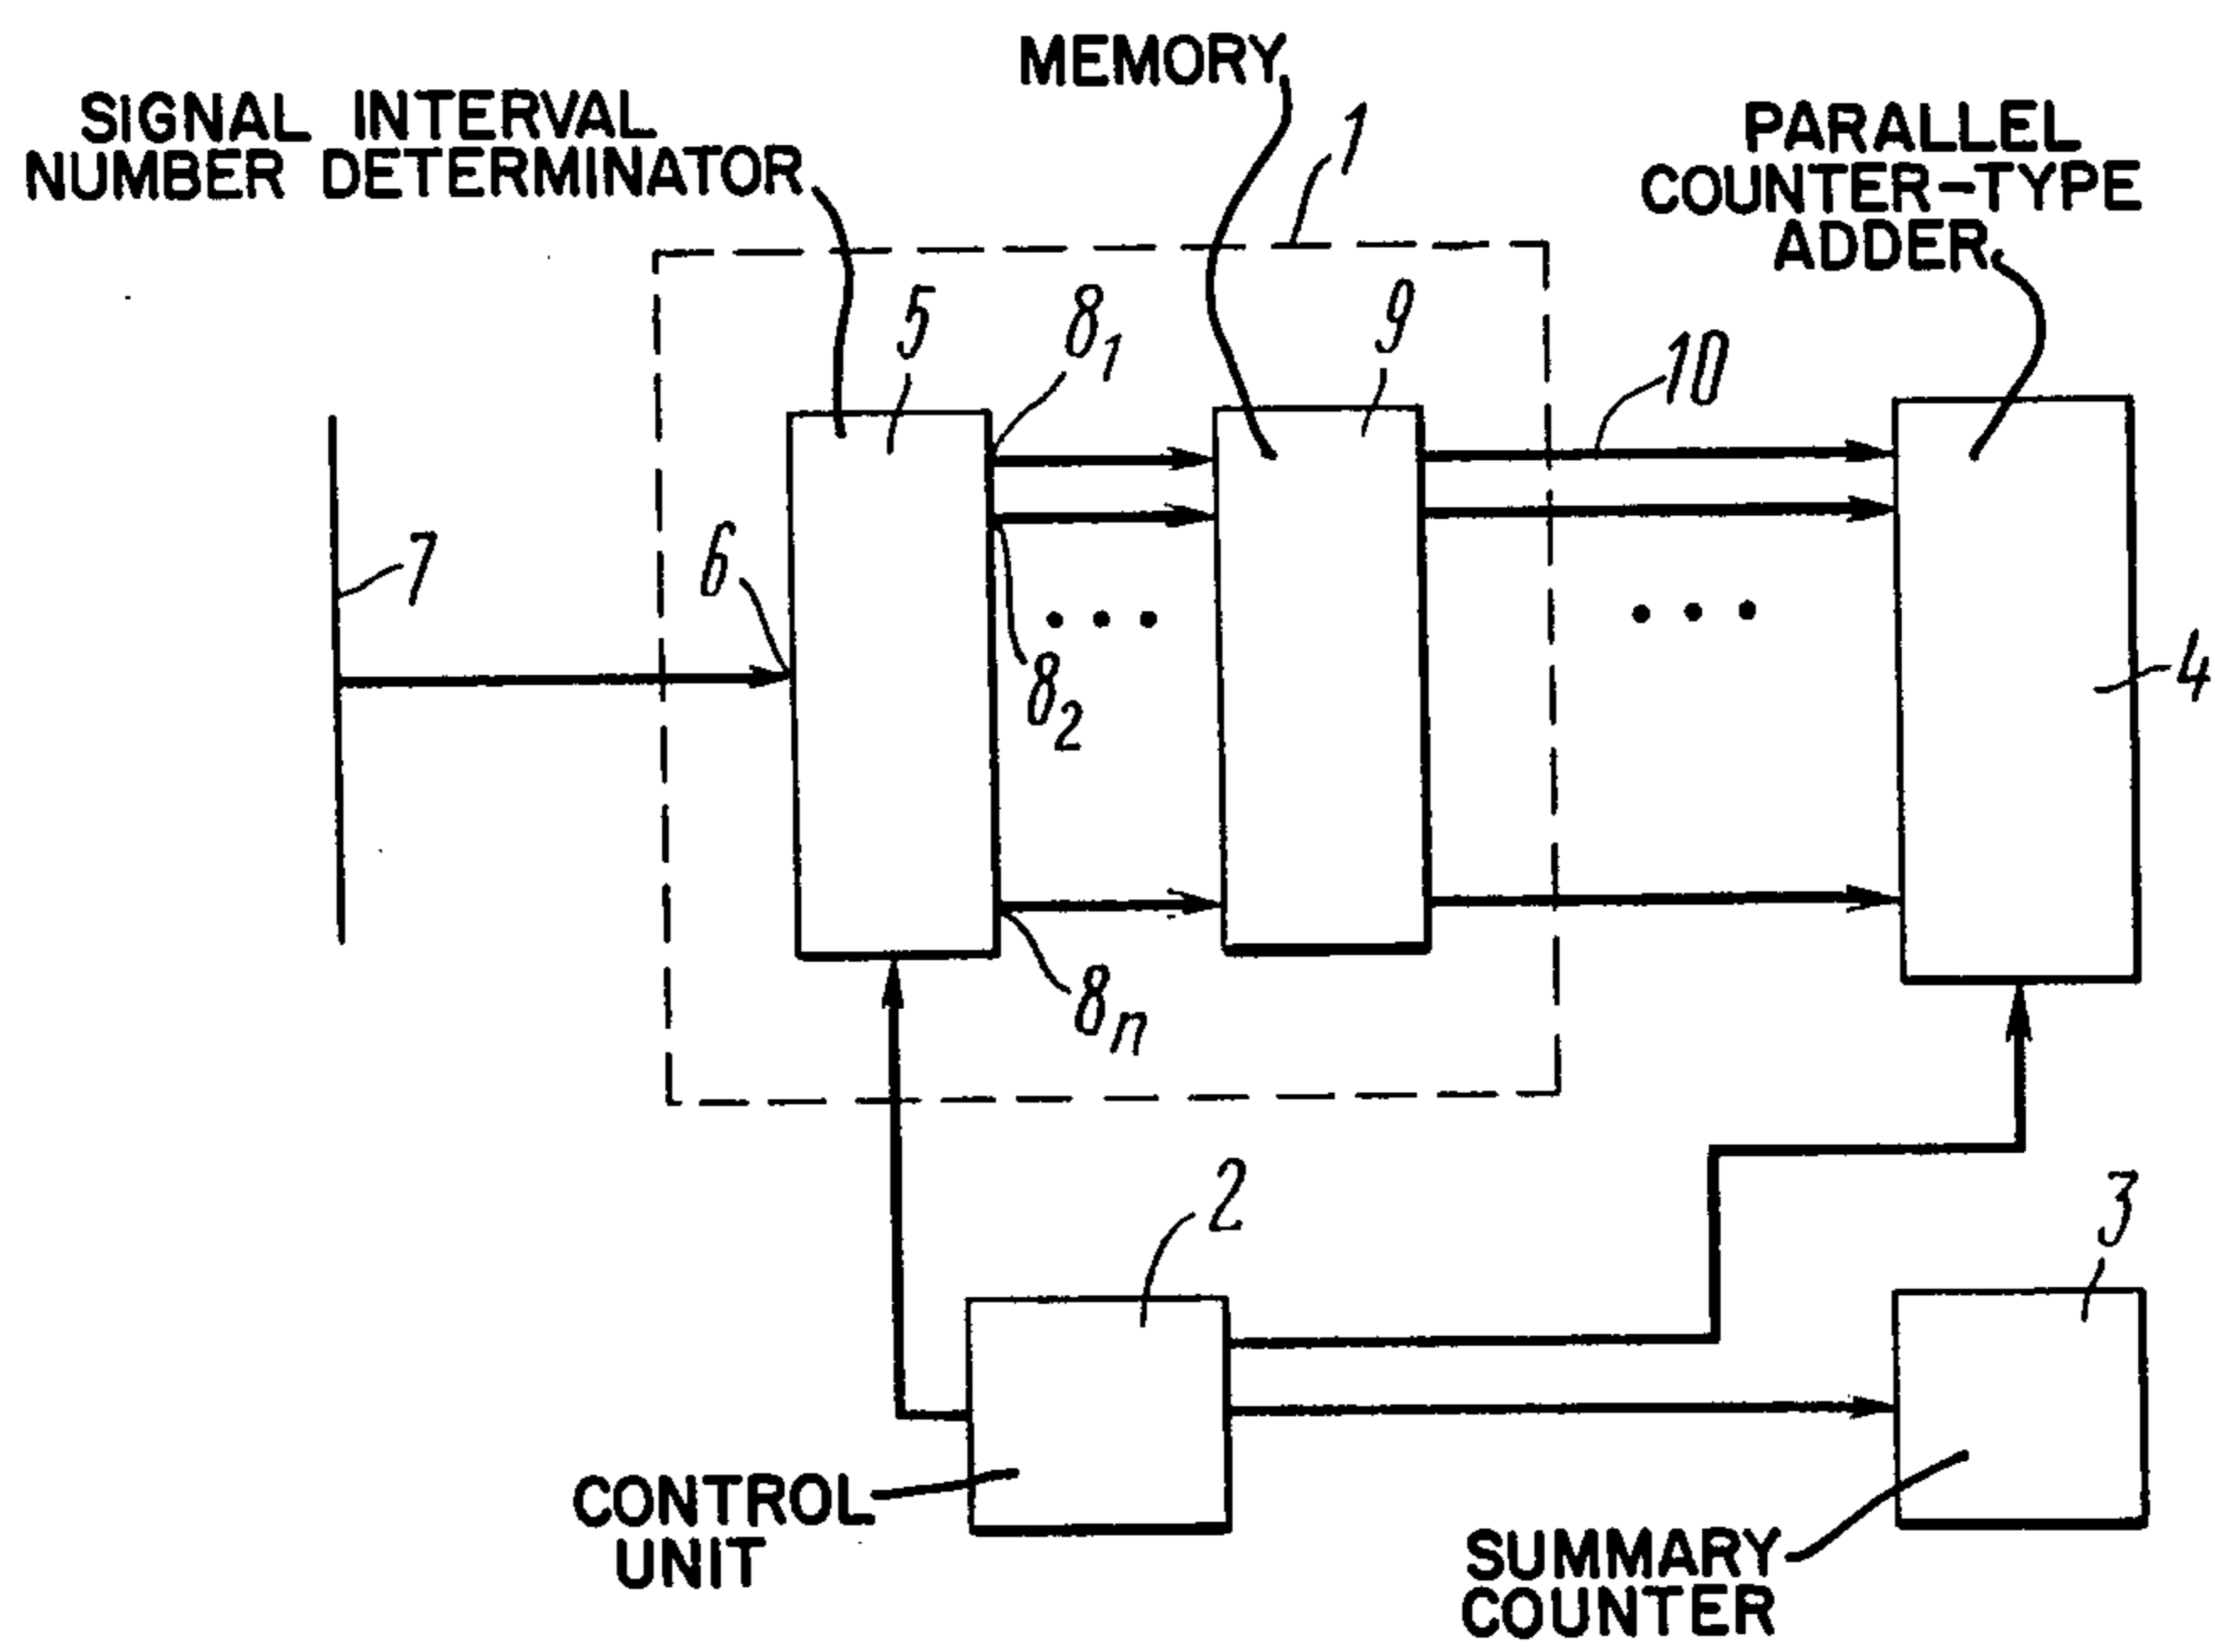 MEMORY
SIGNAL INTERVAL
NUMBER DETERMINATOR
1
PARALLEL
COUNTER-TYPE
ADDER
5
8₁
9
10
7
6
8₂
4
8ₙ
2
3
CONTROL
UNIT
SUMMARY
COUNTER